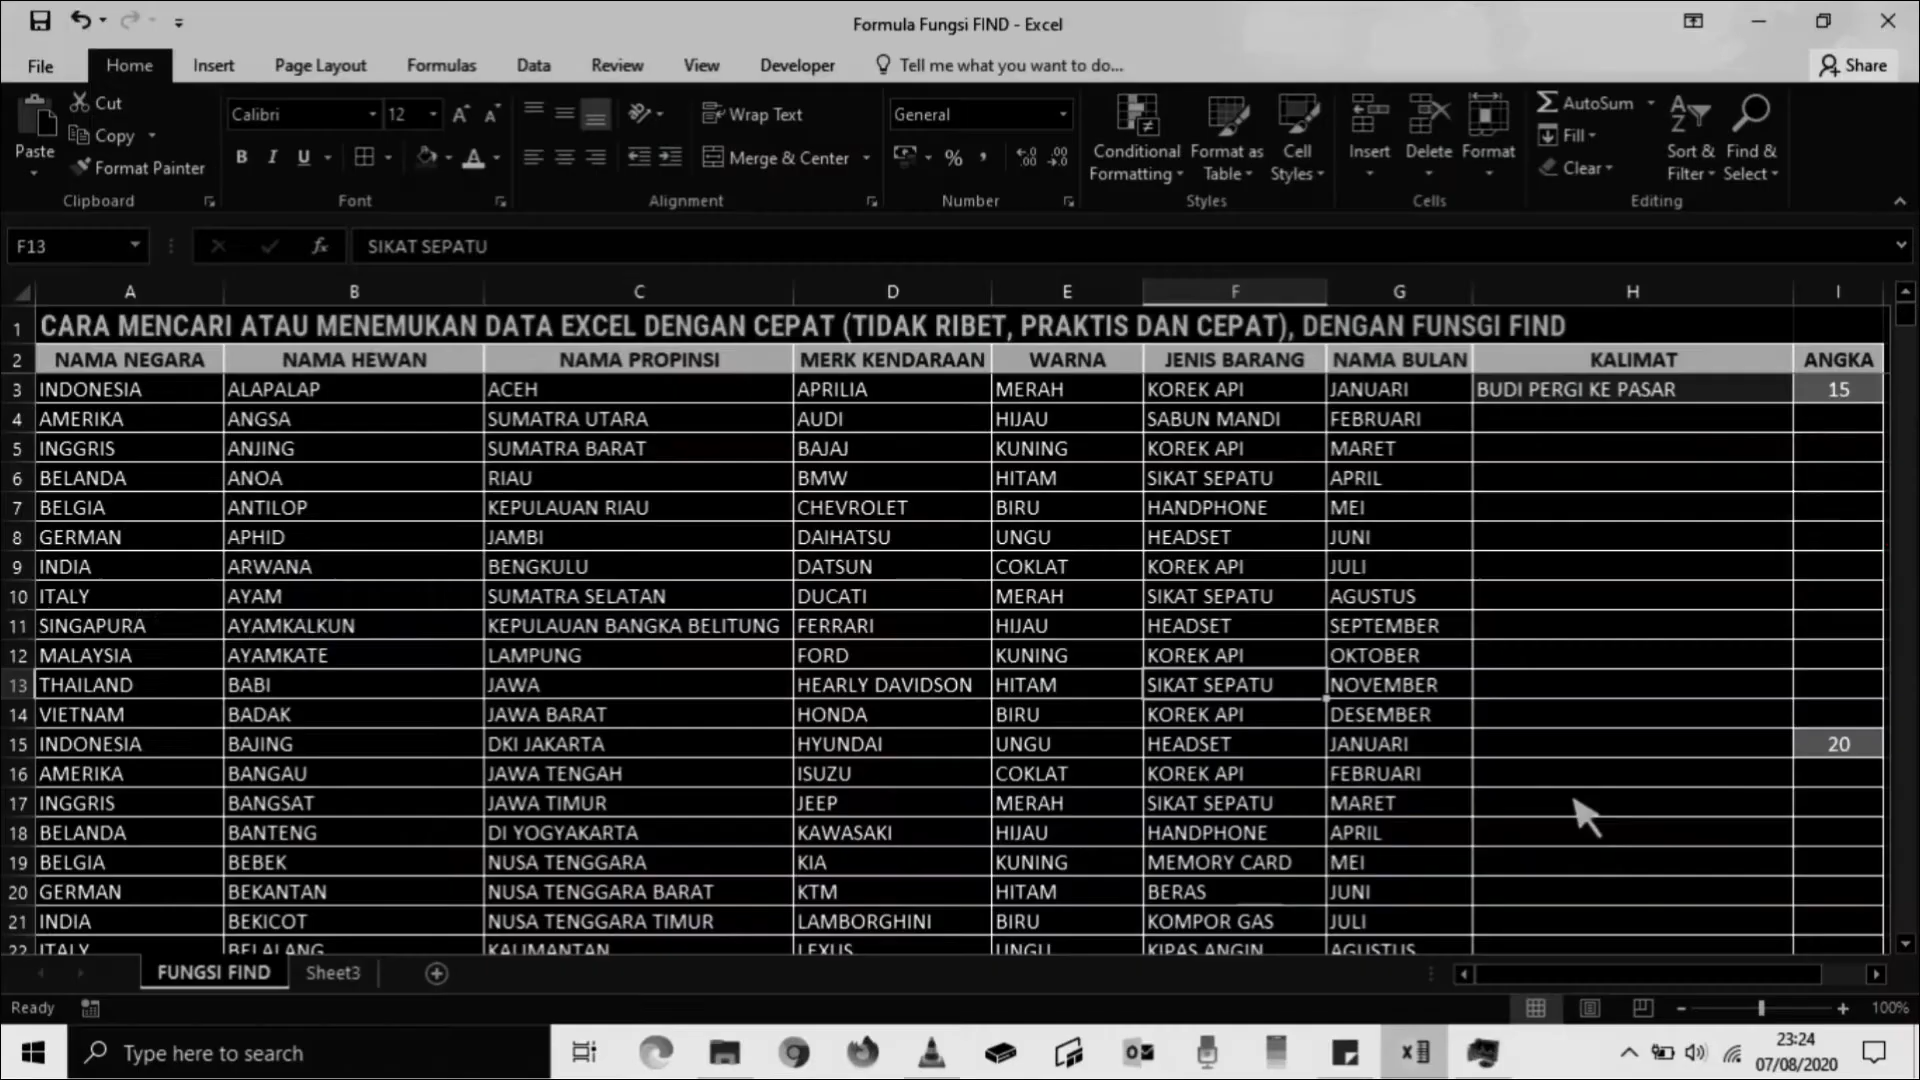 Formula Fungsi FIND - Excel
File Home Insert Page Layout Formulas Data Review View Developer Tell me what you want to do... Share
Paste Cut Copy Format Painter Clipboard
Calibri 12 B I U Font
Wrap Text Merge & Center Alignment
General % Number
Conditional Formatting Format as Table Cell Styles Styles
Insert Delete Format Cells
AutoSum Fill Clear Sort & Filter Find & Select Editing
F13 fx SIKAT SEPATU
A B C D E F G H I
1 CARA MENCARI ATAU MENEMUKAN DATA EXCEL DENGAN CEPAT (TIDAK RIBET, PRAKTIS DAN CEPAT), DENGAN FUNSGI FIND
2 NAMA NEGARA NAMA HEWAN NAMA PROPINSI MERK KENDARAAN WARNA JENIS BARANG NAMA BULAN KALIMAT ANGKA
3 INDONESIA ALAPALAP ACEH APRILIA MERAH KOREK API JANUARI BUDI PERGI KE PASAR 15
4 AMERIKA ANGSA SUMATRA UTARA AUDI HIJAU SABUN MANDI FEBRUARI
5 INGGRIS ANJING SUMATRA BARAT BAJAJ KUNING KOREK API MARET
6 BELANDA ANOA RIAU BMW HITAM SIKAT SEPATU APRIL
7 BELGIA ANTILOP KEPULAUAN RIAU CHEVROLET BIRU HANDPHONE MEI
8 GERMAN APHID JAMBI DAIHATSU UNGU HEADSET JUNI
9 INDIA ARWANA BENGKULU DATSUN COKLAT KOREK API JULI
10 ITALY AYAM SUMATRA SELATAN DUCATI MERAH SIKAT SEPATU AGUSTUS
11 SINGAPURA AYAMKALKUN KEPULAUAN BANGKA BELITUNG FERRARI HIJAU HEADSET SEPTEMBER
12 MALAYSIA AYAMKATE LAMPUNG FORD KUNING KOREK API OKTOBER
13 THAILAND BABI JAWA HEARLY DAVIDSON HITAM SIKAT SEPATU NOVEMBER
14 VIETNAM BADAK JAWA BARAT HONDA BIRU KOREK API DESEMBER
15 INDONESIA BAJING DKI JAKARTA HYUNDAI UNGU HEADSET JANUARI 20
16 AMERIKA BANGAU JAWA TENGAH ISUZU COKLAT KOREK API FEBRUARI
17 INGGRIS BANGSAT JAWA TIMUR JEEP MERAH SIKAT SEPATU MARET
18 BELANDA BANTENG DI YOGYAKARTA KAWASAKI HIJAU HANDPHONE APRIL
19 BELGIA BEBEK NUSA TENGGARA KIA KUNING MEMORY CARD MEI
20 GERMAN BEKANTAN NUSA TENGGARA BARAT KTM HITAM BERAS JUNI
21 INDIA BEKICOT NUSA TENGGARA TIMUR LAMBORGHINI BIRU KOMPOR GAS JULI
22 ITALY BELALANG KALIMANTAN LEXUS UNGU KIPAS ANGIN AGUSTUS
FUNGSI FIND Sheet3
Ready 100%
Type here to search 23:24
07/08/2020